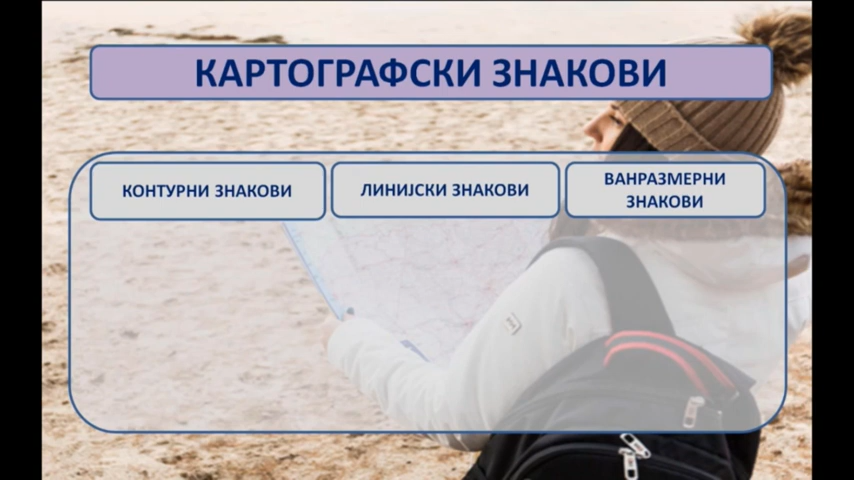 КАРТОГРАФСКИ ЗНАКОВИ
КОНТУРНИ ЗНАКОВИ
ЛИНИЈСКИ ЗНАКОВИ
ВАНРАЗМЕРНИ
ЗНАКОВИ